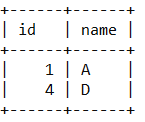 +------+------+
| id   | name |
+------+------+
|    1 | A    |
|    4 | D    |
+------+------+